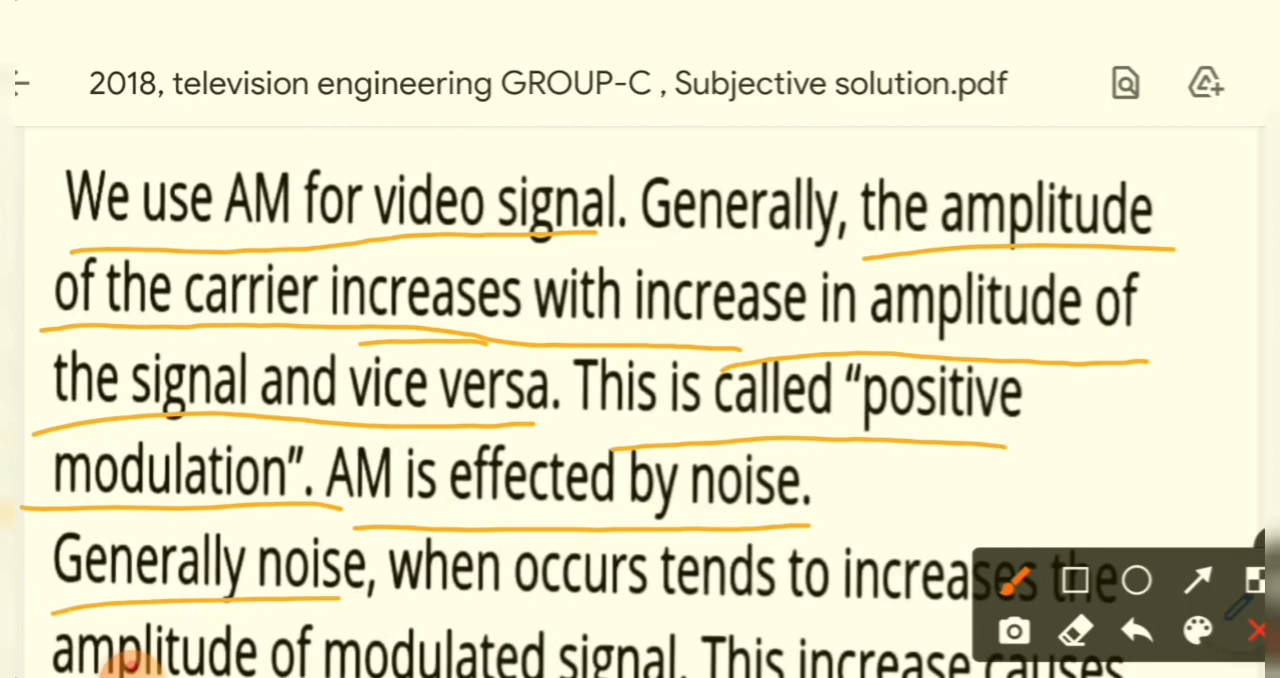 2018, television engineering GROUP-C , Subjective solution.pdf
We use AM for video signal. Generally, the amplitude
of the carrier increases with increase in amplitude of
the signal and vice versa. This is called “positive
modulation”. AM is effected by noise.
Generally noise, when occurs tends to increases the
amplitude of modulated signal. This increase causes